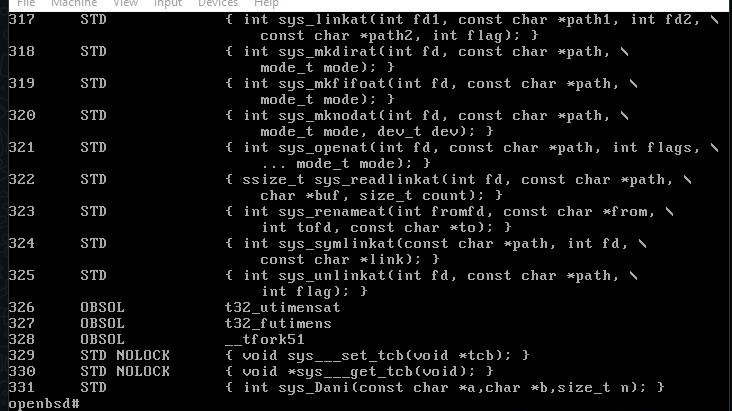 File Machine View Input Devices Help
317 STD { int sys_linkat(int fd1, const char *path1, int fd2, \
const char *path2, int flag); }
318 STD { int sys_mkdirat(int fd, const char *path, \
mode_t mode); }
319 STD { int sys_mkfifoat(int fd, const char *path, \
mode_t mode); }
320 STD { int sys_mknodat(int fd, const char *path, \
mode_t mode, dev_t dev); }
321 STD { int sys_openat(int fd, const char *path, int flags, \
... mode_t mode); }
322 STD { ssize_t sys_readlinkat(int fd, const char *path, \
char *buf, size_t count); }
323 STD { int sys_renameat(int fromfd, const char *from, \
int tofd, const char *to); }
324 STD { int sys_symlinkat(const char *path, int fd, \
const char *link); }
325 STD { int sys_unlinkat(int fd, const char *path, \
int flag); }
326 OBSOL t32_utimensat
327 OBSOL t32_futimens
328 OBSOL __tfork51
329 STD NOLOCK { void sys___set_tcb(void *tcb); }
330 STD NOLOCK { void *sys___get_tcb(void); }
331 STD { int sys_Dani(const char *a,char *b,size_t n); }
openbsd#